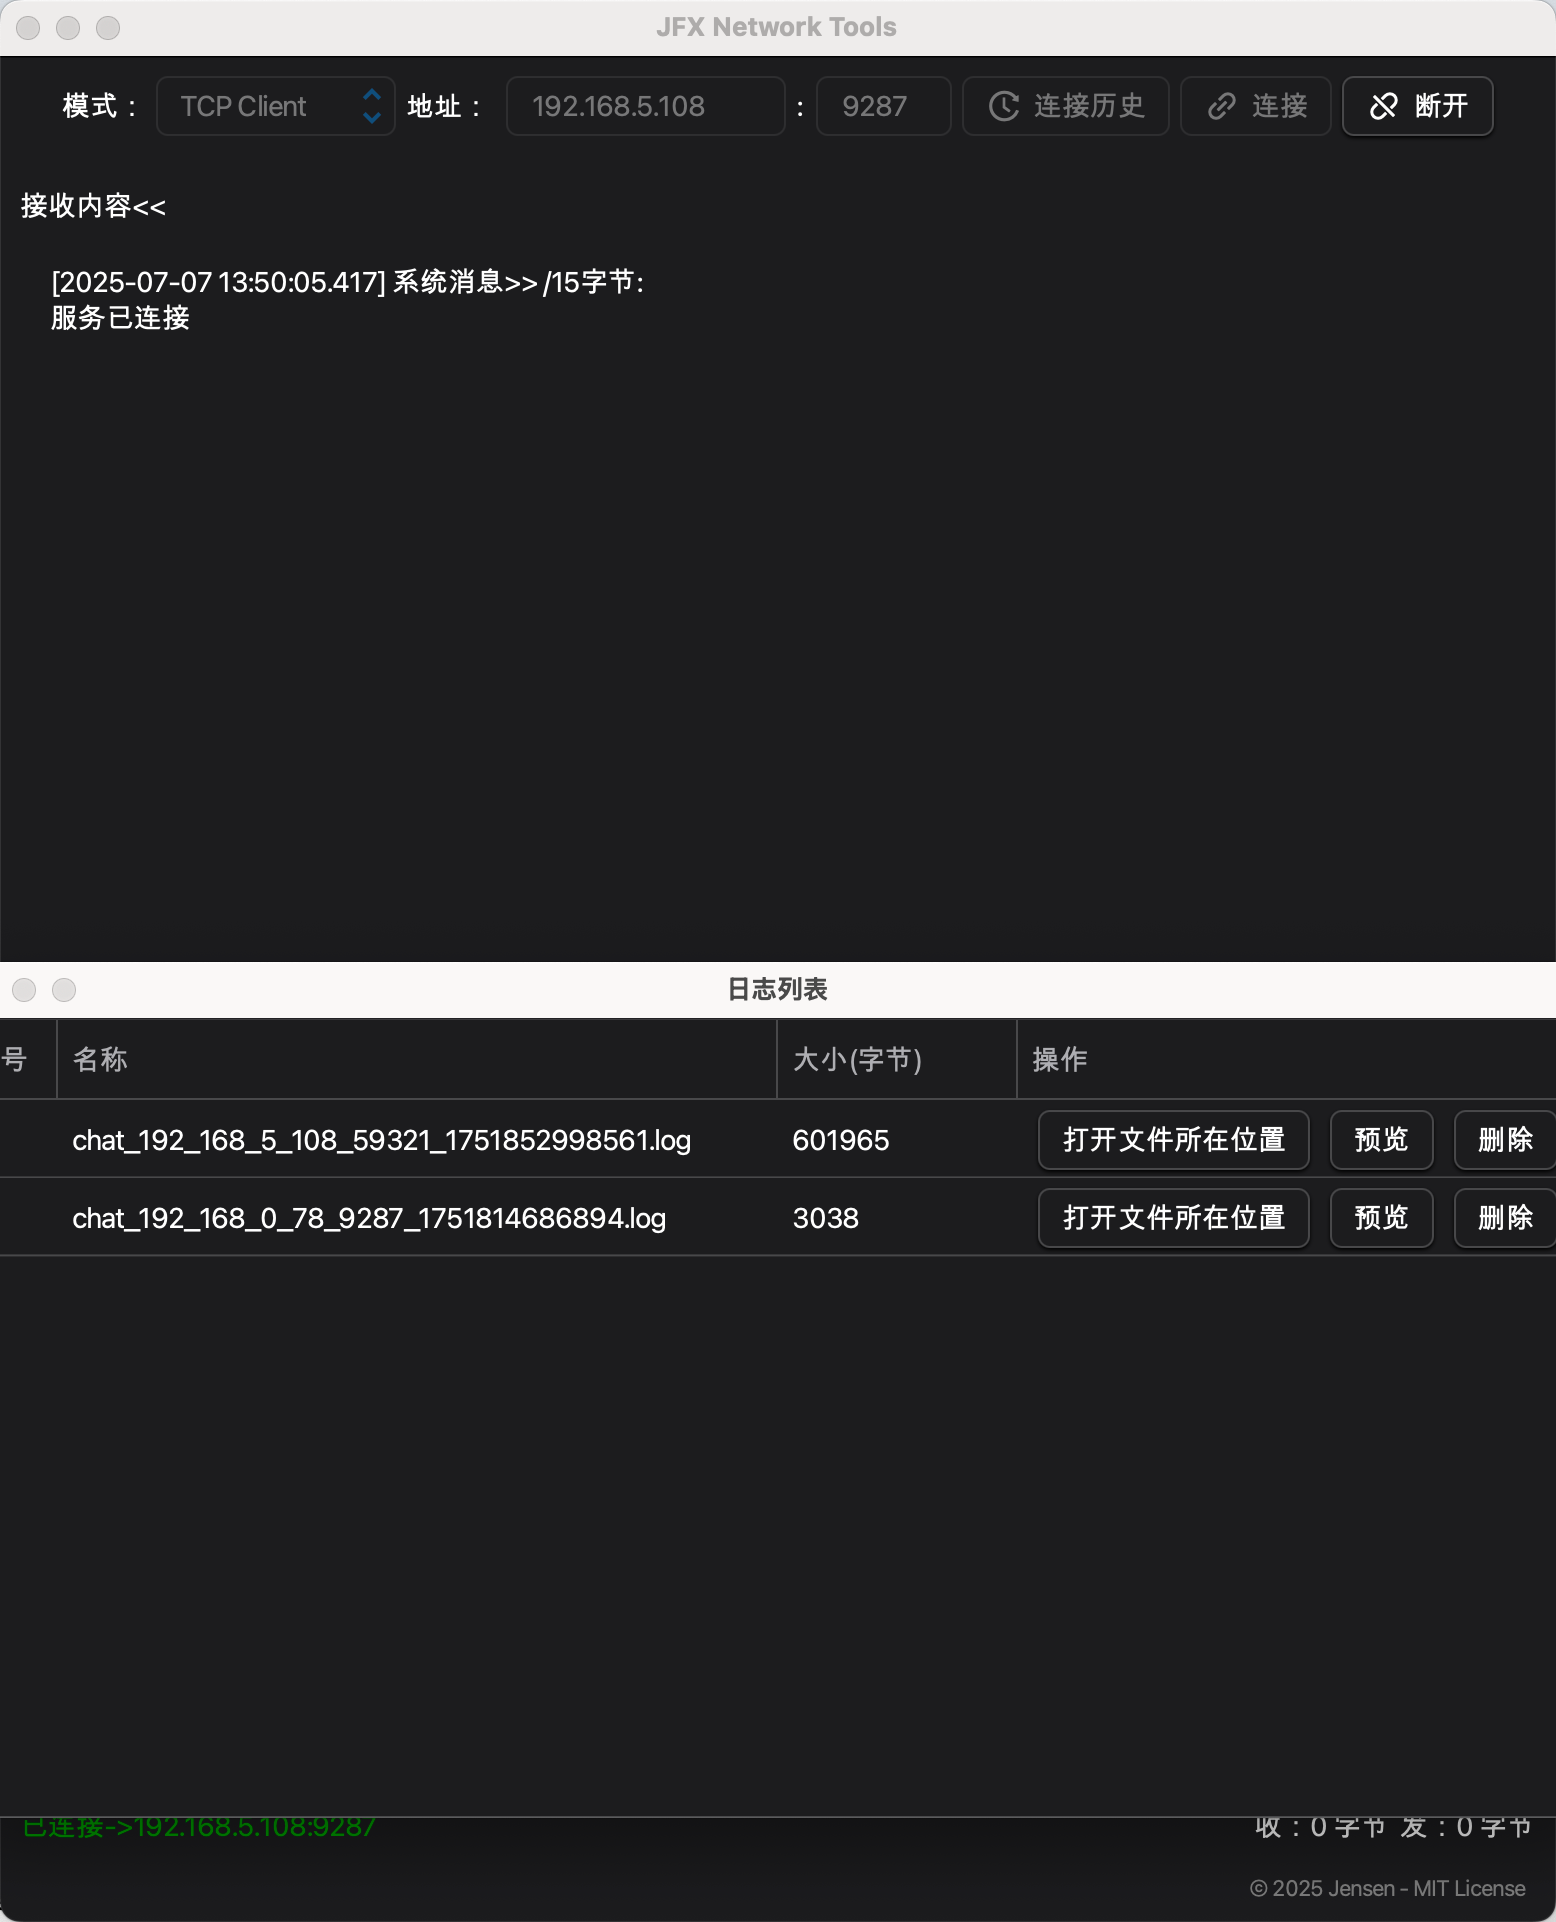 JFX Network Tools
模式： TCP Client 地址： 192.168.5.108 : 9287 连接历史 连接 断开
接收内容<<
[2025-07-07 13:50:05.417] 系统消息>> /15字节:
服务已连接
日志列表
号 名称 大小(字节) 操作
chat_192_168_5_108_59321_1751852998561.log 601965 打开文件所在位置 预览 删除
chat_192_168_0_78_9287_1751814686894.log 3038 打开文件所在位置 预览 删除
已连接->192.168.5.108:9287 收：0 字节 发：0 字节
© 2025 Jensen - MIT License